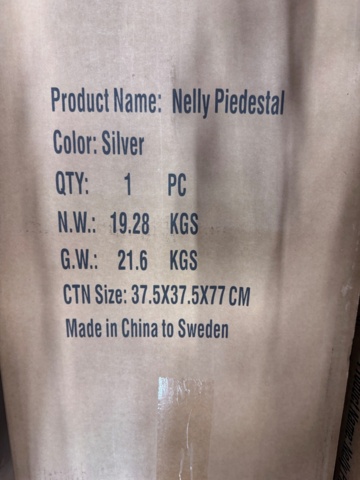 Product Name: Nelly Piedestal
Color: Silver
QTY: 1 PC
N.W.: 19.28 KGS
G.W.: 21.6 KGS
CTN Size: 37.5X37.5X77 CM
Made in China to Sweden